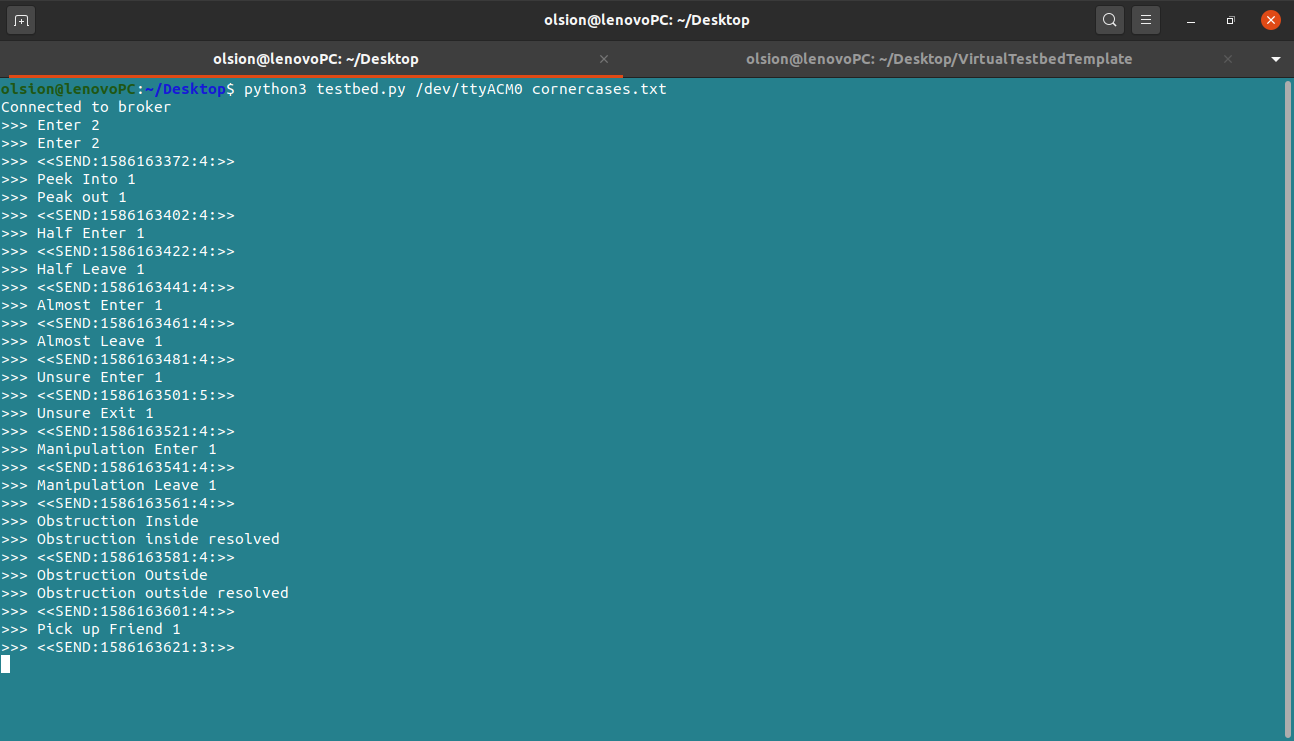 olsion@lenovoPC: ~/Desktop
olsion@lenovoPC: ~/Desktop
olsion@lenovoPC: ~/Desktop/VirtualTestbedTemplate
olsion@lenovoPC:~/Desktop$ python3 testbed.py /dev/ttyACM0 cornercases.txt
Connected to broker
>>> Enter 2
>>> Enter 2
>>> <<SEND:1586163372:4:>>
>>> Peek Into 1
>>> Peak out 1
>>> <<SEND:1586163402:4:>>
>>> Half Enter 1
>>> <<SEND:1586163422:4:>>
>>> Half Leave 1
>>> <<SEND:1586163441:4:>>
>>> Almost Enter 1
>>> <<SEND:1586163461:4:>>
>>> Almost Leave 1
>>> <<SEND:1586163481:4:>>
>>> Unsure Enter 1
>>> <<SEND:1586163501:5:>>
>>> Unsure Exit 1
>>> <<SEND:1586163521:4:>>
>>> Manipulation Enter 1
>>> <<SEND:1586163541:4:>>
>>> Manipulation Leave 1
>>> <<SEND:1586163561:4:>>
>>> Obstruction Inside
>>> Obstruction inside resolved
>>> <<SEND:1586163581:4:>>
>>> Obstruction Outside
>>> Obstruction outside resolved
>>> <<SEND:1586163601:4:>>
>>> Pick up Friend 1
>>> <<SEND:1586163621:3:>>